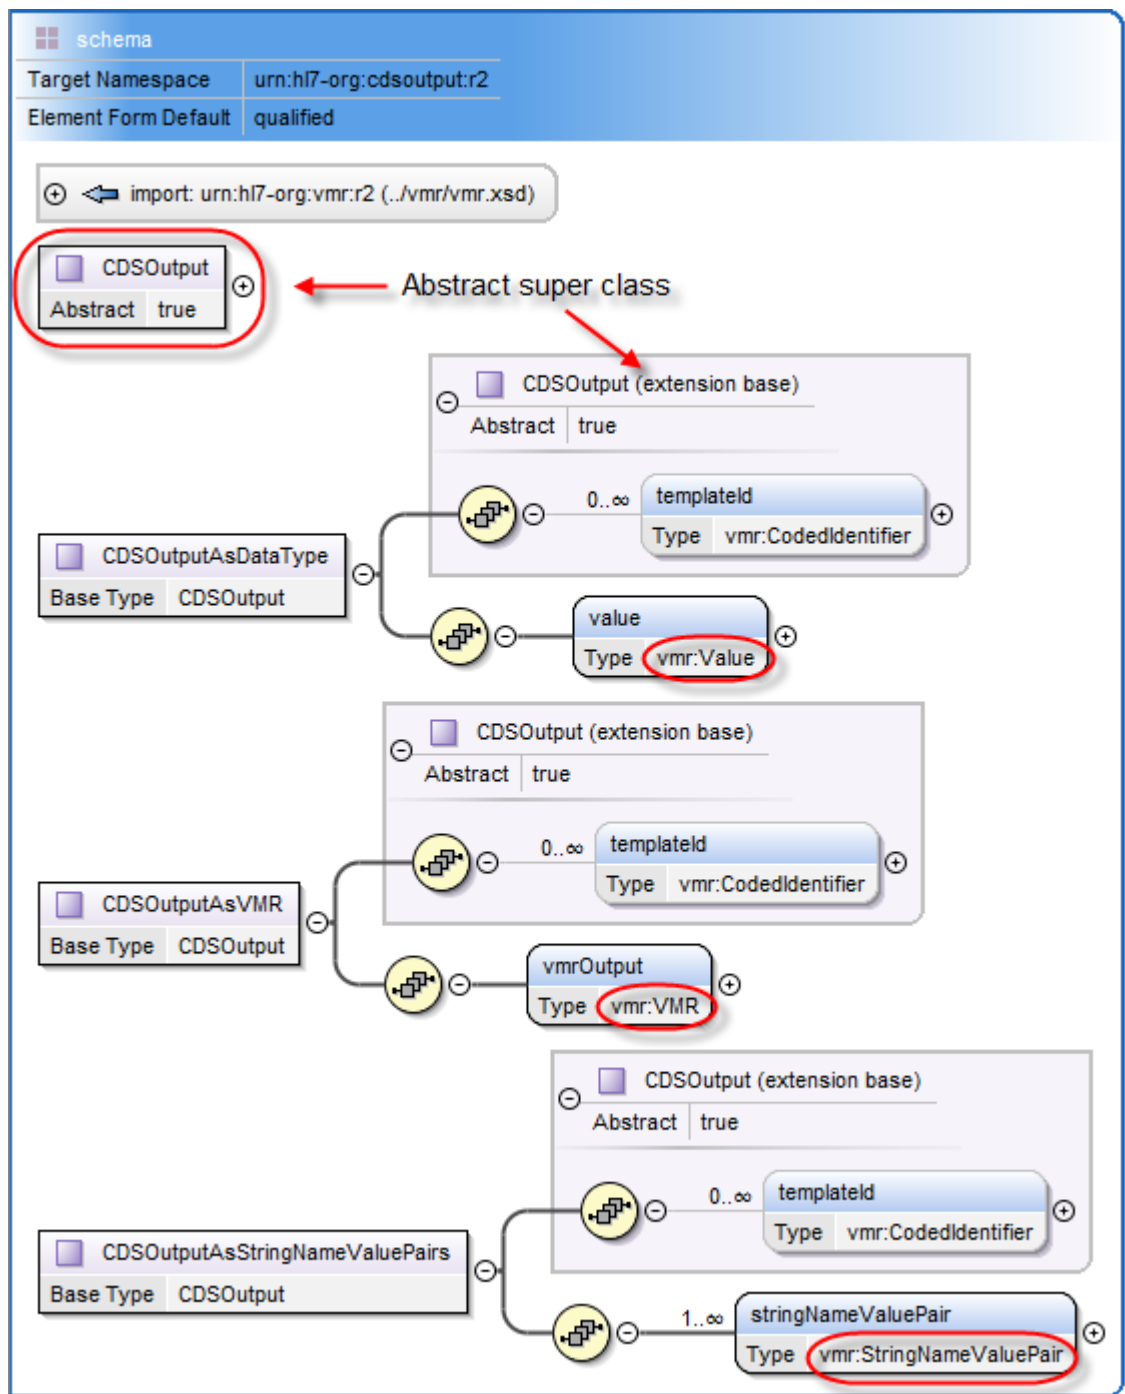 schema
Target Namespace urn:hl7-org:cdsoutput:r2
Element Form Default qualified
import: urn:hl7-org:vmr:r2 (../vmr/vmr.xsd)
CDSOutput
Abstract true
Abstract super class
CDSOutput (extension base)
Abstract true
0..∞ templateId
Type vmr:CodedIdentifier
CDSOutputAsDataType
Base Type CDSOutput
value
Type vmr:Value
CDSOutput (extension base)
Abstract true
0..∞ templateId
Type vmr:CodedIdentifier
CDSOutputAsVMR
Base Type CDSOutput
vmrOutput
Type vmr:VMR
CDSOutput (extension base)
Abstract true
0..∞ templateId
Type vmr:CodedIdentifier
CDSOutputAsStringNameValuePairs
Base Type CDSOutput
1..∞ stringNameValuePair
Type vmr:StringNameValuePair